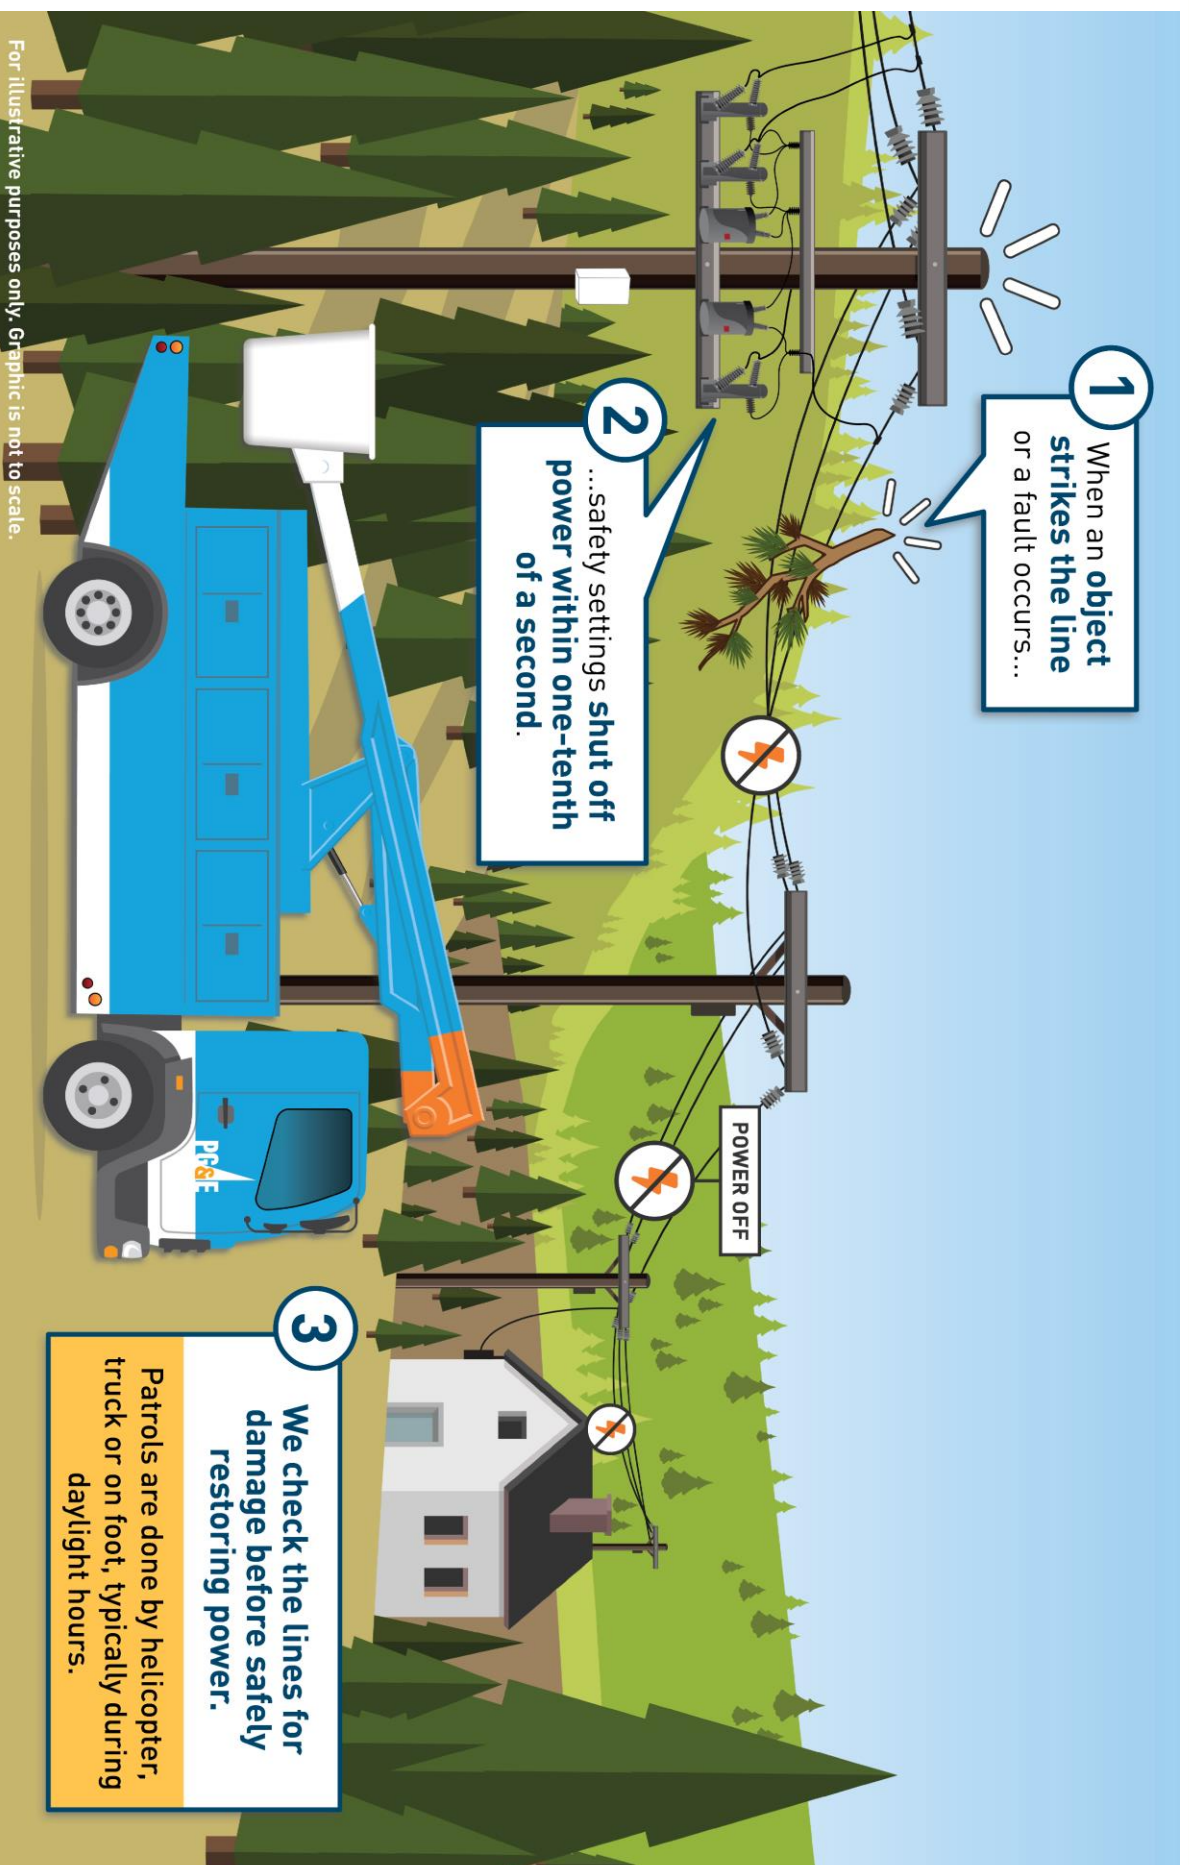 1
When an object
strikes the line
or a fault occurs...
2
...safety settings shut off
power within one-tenth
of a second.
POWER OFF
PG&E
3
We check the lines for
damage before safely
restoring power.
Patrols are done by helicopter,
truck or on foot, typically during
daylight hours.
For illustrative purposes only. Graphic is not to scale.